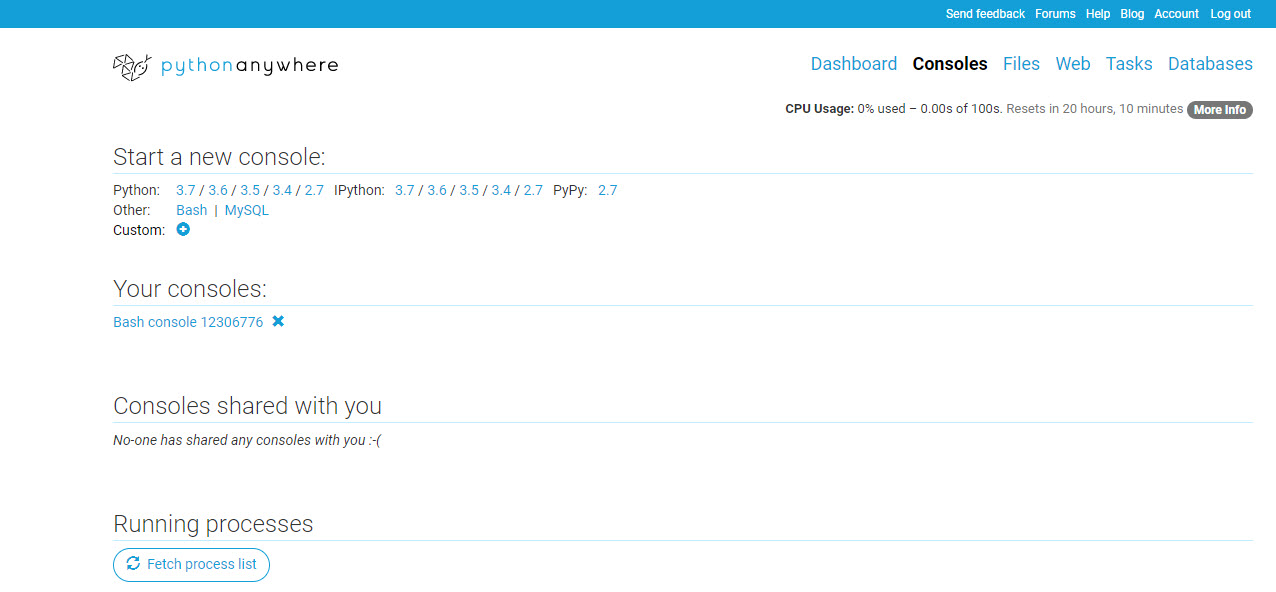 Send feedback Forums Help Blog Account Log out
pythonanywhere
Dashboard Consoles Files Web Tasks Databases
CPU Usage: 0% used – 0.00s of 100s. Resets in 20 hours, 10 minutes More Info
Start a new console:
Python: 3.7 / 3.6 / 3.5 / 3.4 / 2.7 IPython: 3.7 / 3.6 / 3.5 / 3.4 / 2.7 PyPy: 2.7
Other: Bash | MySQL
Custom:
Your consoles:
Bash console 12306776
Consoles shared with you
No-one has shared any consoles with you :-(
Running processes
Fetch process list